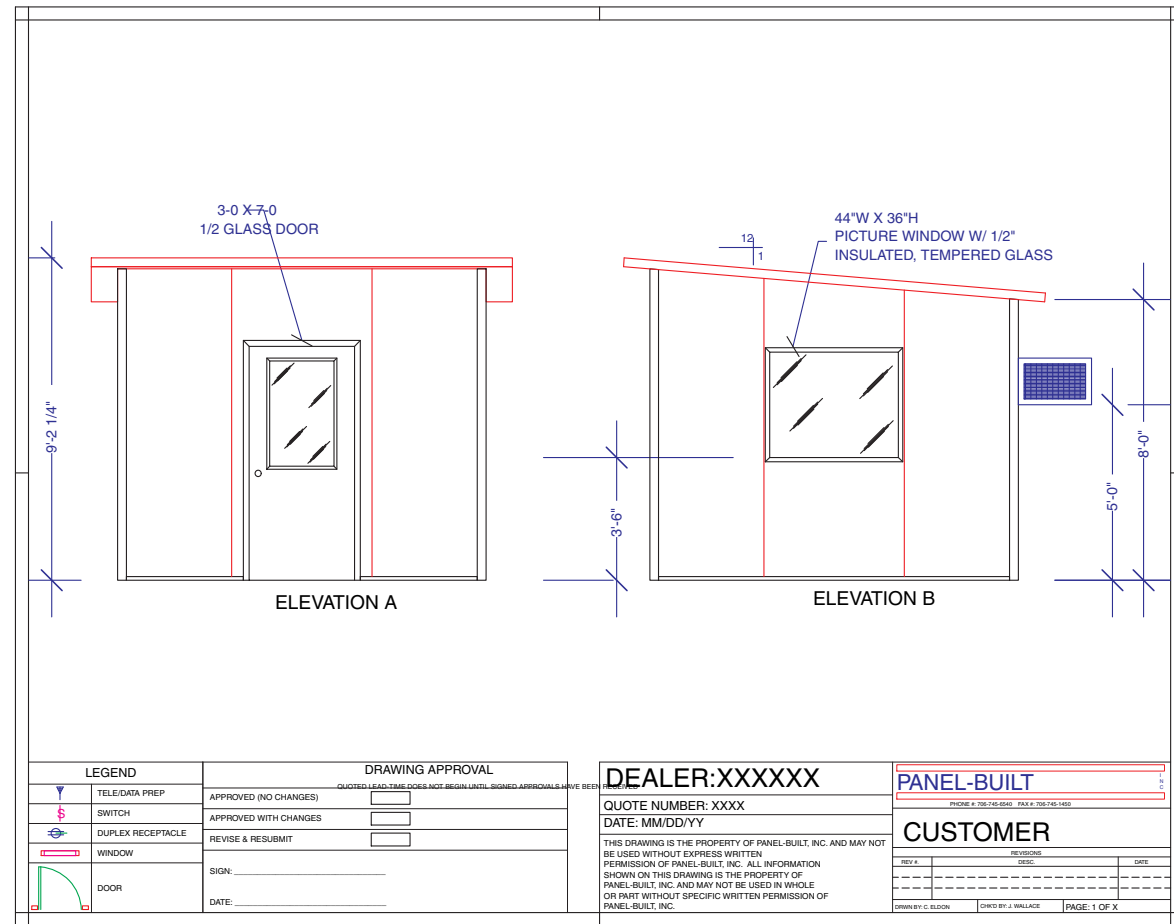 3-0 X 7-0
1/2 GLASS DOOR
9'-2 1/4"
ELEVATION A
12
1
44"W X 36"H
PICTURE WINDOW W/ 1/2"
INSULATED, TEMPERED GLASS
3'-6"
5'-0"
8'-0"
ELEVATION B
LEGEND
TELE/DATA PREP
$ SWITCH
DUPLEX RECEPTACLE
WINDOW
DOOR
DRAWING APPROVAL
QUOTED LEAD-TIME DOES NOT BEGIN UNTIL SIGNED APPROVALS HAVE BEEN RECEIVED
APPROVED (NO CHANGES)
APPROVED WITH CHANGES
REVISE & RESUBMIT
SIGN: ____________________________
DATE: ____________________________
DEALER:XXXXXX
QUOTE NUMBER: XXXX
DATE: MM/DD/YY
THIS DRAWING IS THE PROPERTY OF PANEL-BUILT, INC. AND MAY NOT
BE USED WITHOUT EXPRESS WRITTEN
PERMISSION OF PANEL-BUILT, INC. ALL INFORMATION
SHOWN ON THIS DRAWING IS THE PROPERTY OF
PANEL-BUILT, INC. AND MAY NOT BE USED IN WHOLE
OR PART WITHOUT SPECIFIC WRITTEN PERMISSION OF
PANEL-BUILT, INC.
PANEL-BUILT INC
PHONE #: 706-745-6540 FAX #: 706-745-1450
CUSTOMER
REVISIONS
REV #. DESC. DATE
DRWN BY: C. ELDON CHK'D BY: J. WALLACE PAGE: 1 OF X